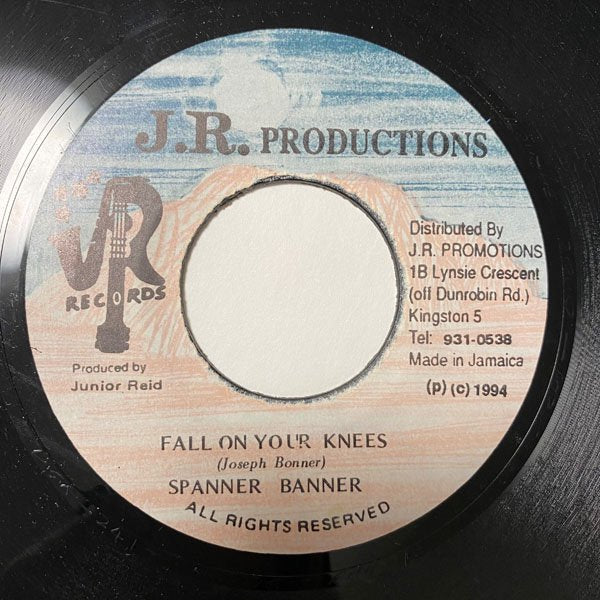 J.R. PRODUCTIONS
JR
RECORDS
Produced by
Junior Reid
Distributed By
J.R. PROMOTIONS
1B Lynsie Crescent
(off Dunrobin Rd.)
Kingston 5
Tel: 931-0538
Made in Jamaica
(p) (c) 1994
FALL ON YOUR KNEES
(Joseph Bonner)
SPANNER BANNER
ALL RIGHTS RESERVED